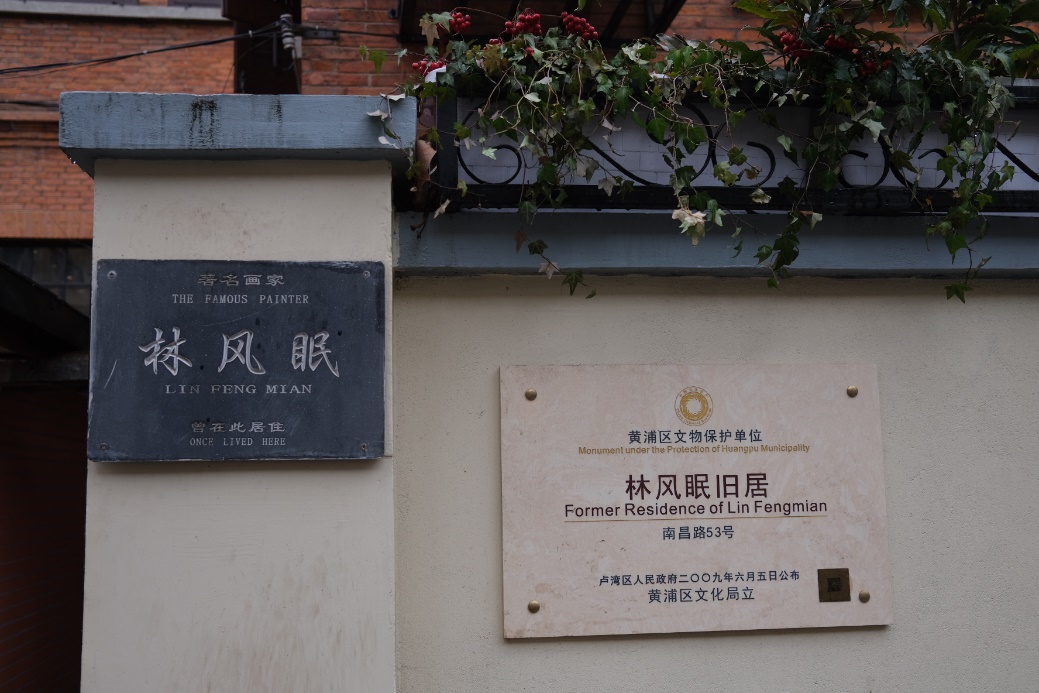 著名画家
THE FAMOUS PAINTER
林风眠
LIN FENG MIAN
曾在此居住
ONCE LIVED HERE
黄浦区文物保护单位
Monument under the Protection of Huangpu Municipality
林风眠旧居
Former Residence of Lin Fengmian
南昌路53号
卢湾区人民政府二〇〇九年六月五日公布
黄浦区文化局立